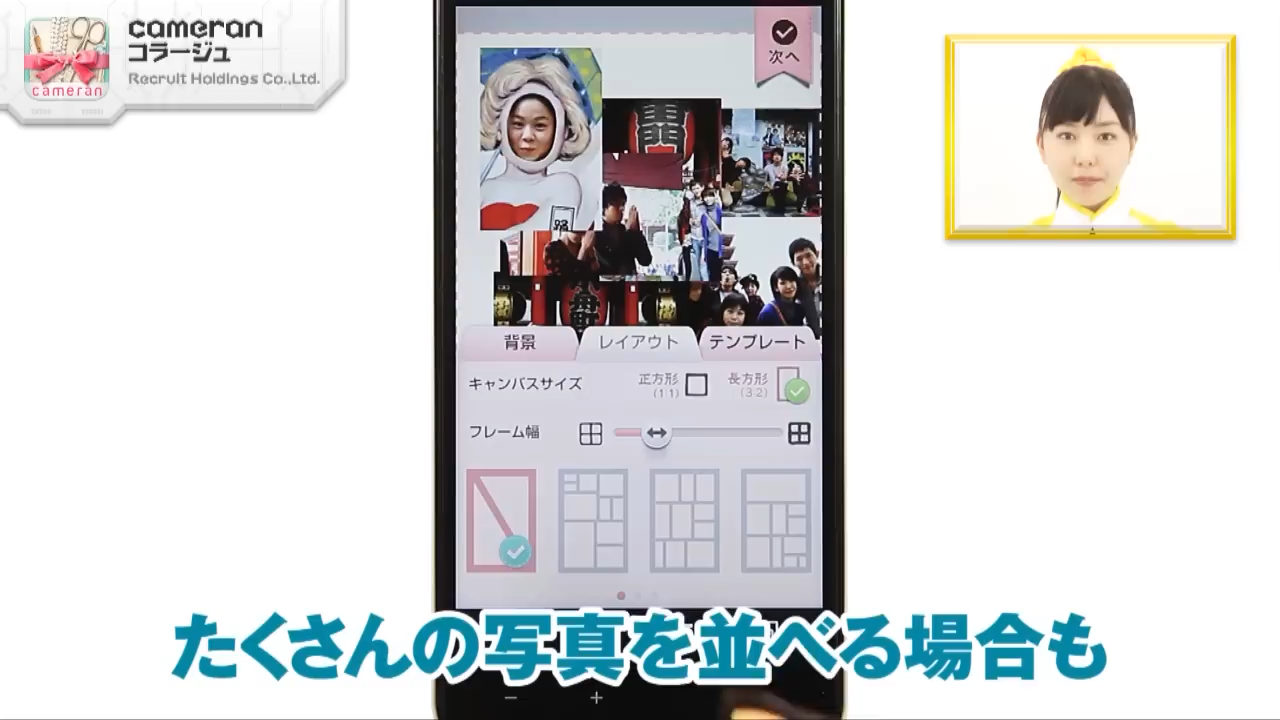 cameran
コラージュ
Recruit Holdings Co.,Ltd.
cameran
次へ
背景
レイアウト
テンプレート
キャンバスサイズ
正方形
(1:1)
長方形
(3:2)
フレーム幅
たくさんの写真を並べる場合も